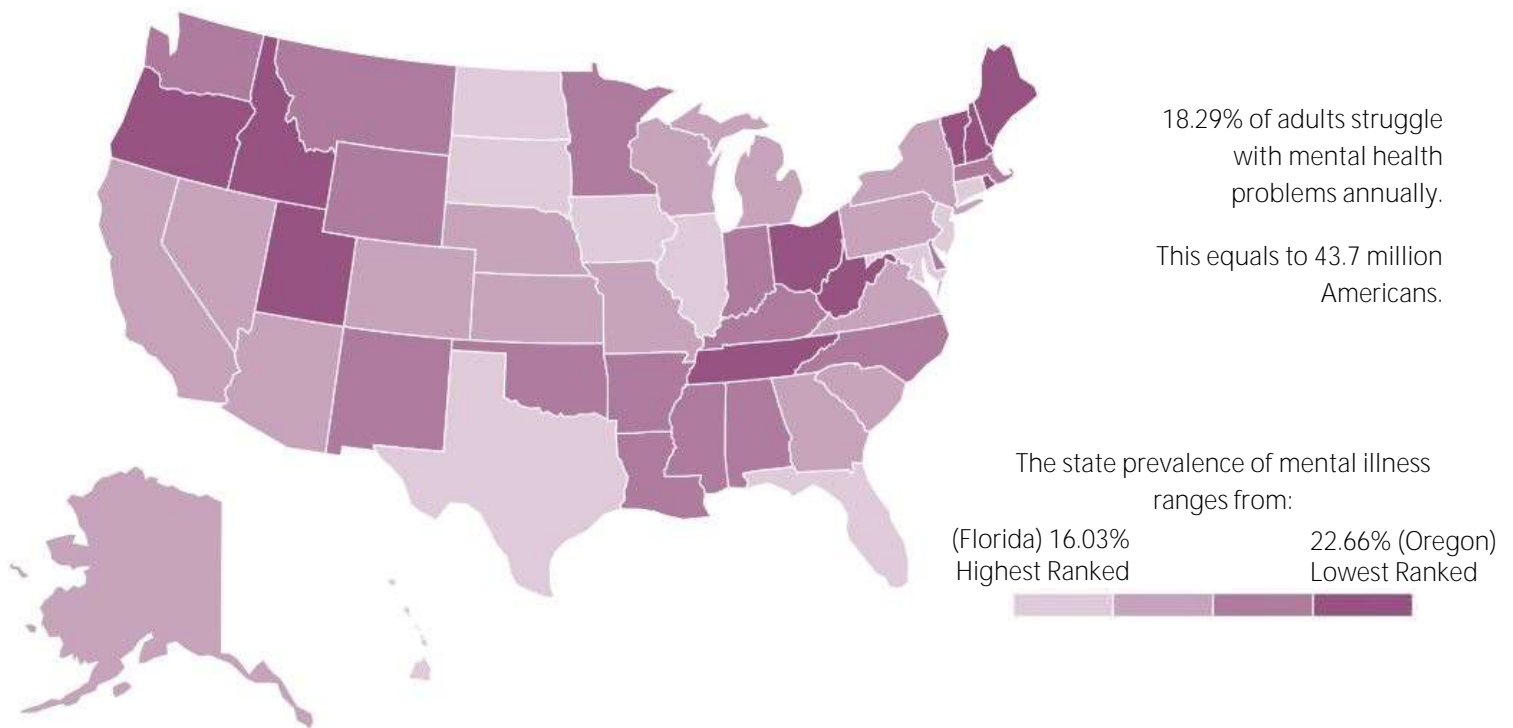 18.29% of adults struggle
with mental health
problems annually.
This equals to 43.7 million
Americans.
The state prevalence of mental illness
ranges from:
(Florida) 16.03%
Highest Ranked
22.66% (Oregon)
Lowest Ranked